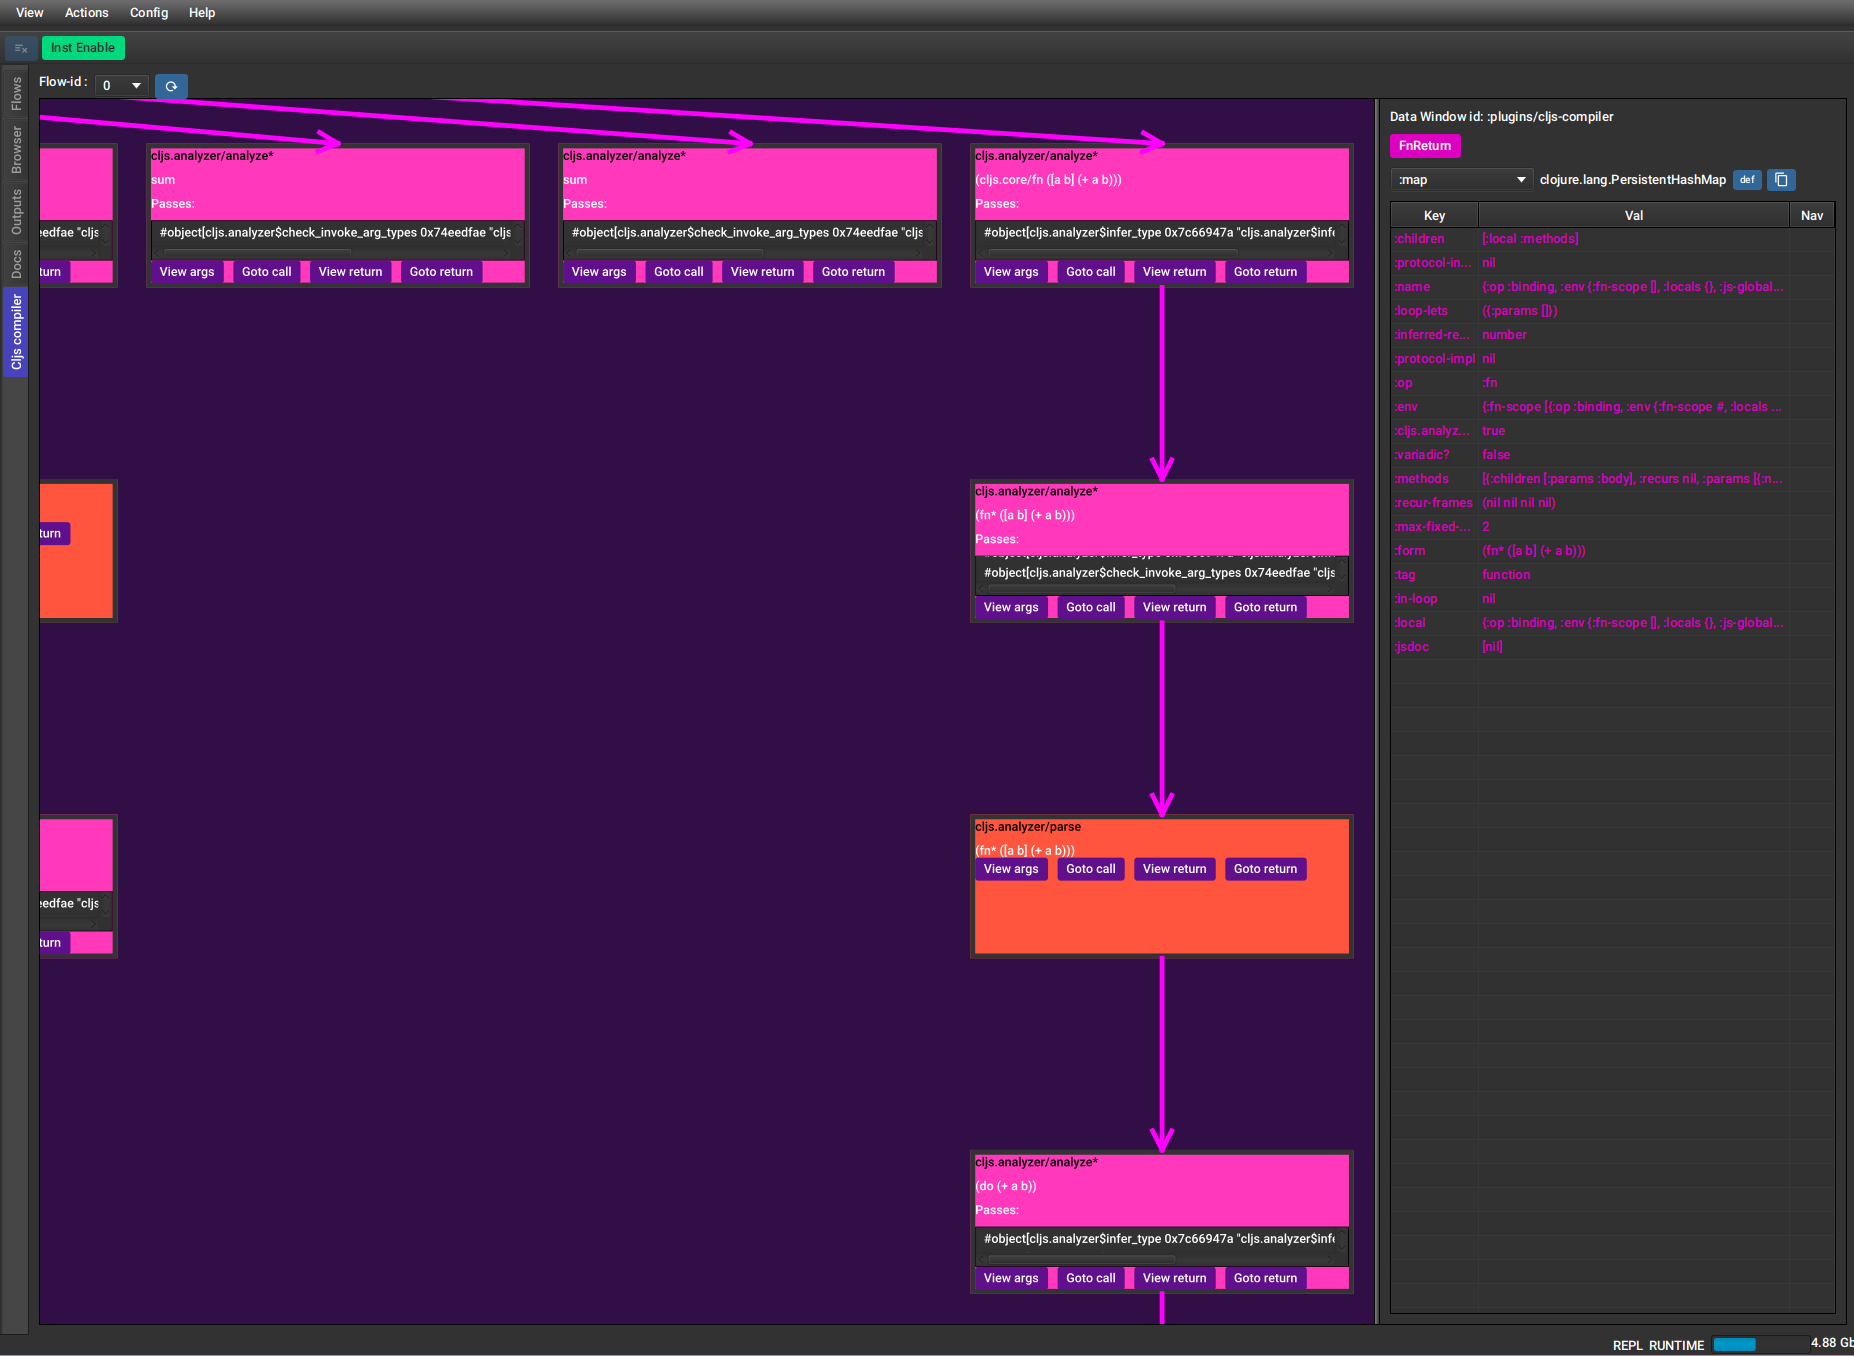 View Actions Config Help
Inst Enable
Flow-id : 0
Flows
Browser
Outputs
Docs
Cljs compiler
cljs.analyzer/analyze*
sum
Passes:
#object[cljs.analyzer$check_invoke_arg_types 0x74eedfae "cljs
View args Goto call View return Goto return
cljs.analyzer/analyze*
sum
Passes:
#object[cljs.analyzer$check_invoke_arg_types 0x74eedfae "cljs
View args Goto call View return Goto return
cljs.analyzer/analyze*
(cljs.core/fn ([a b] (+ a b)))
Passes:
#object[cljs.analyzer$infer_type 0x7c66947a "cljs.analyzer$infe
View args Goto call View return Goto return
cljs.analyzer/analyze*
(fn* ([a b] (+ a b)))
Passes:
#object[cljs.analyzer$check_invoke_arg_types 0x74eedfae "cljs
View args Goto call View return Goto return
cljs.analyzer/parse
(fn* ([a b] (+ a b)))
View args Goto call View return Goto return
cljs.analyzer/analyze*
(do (+ a b))
Passes:
#object[cljs.analyzer$infer_type 0x7c66947a "cljs.analyzer$infe
View args Goto call View return Goto return
eedfae "cljs
turn
turn
eedfae "cljs
turn
Data Window id: :plugins/cljs-compiler
FnReturn
:map clojure.lang.PersistentHashMap def
Key Val Nav
:children [:local :methods]
:protocol-in... nil
:name {:op :binding, :env {:fn-scope [], :locals {}, :js-global...
:loop-lets ({:params []})
:inferred-re... number
:protocol-impl nil
:op :fn
:env {:fn-scope [{:op :binding, :env {:fn-scope #, :locals ...
:cljs.analyz... true
:variadic? false
:methods [{:children [:params :body], :recurs nil, :params [{:n...
:recur-frames (nil nil nil nil)
:max-fixed-... 2
:form (fn* ([a b] (+ a b)))
:tag function
:in-loop nil
:local {:op :binding, :env {:fn-scope [], :locals {}, :js-global...
:jsdoc [nil]
REPL RUNTIME 4.88 Gb